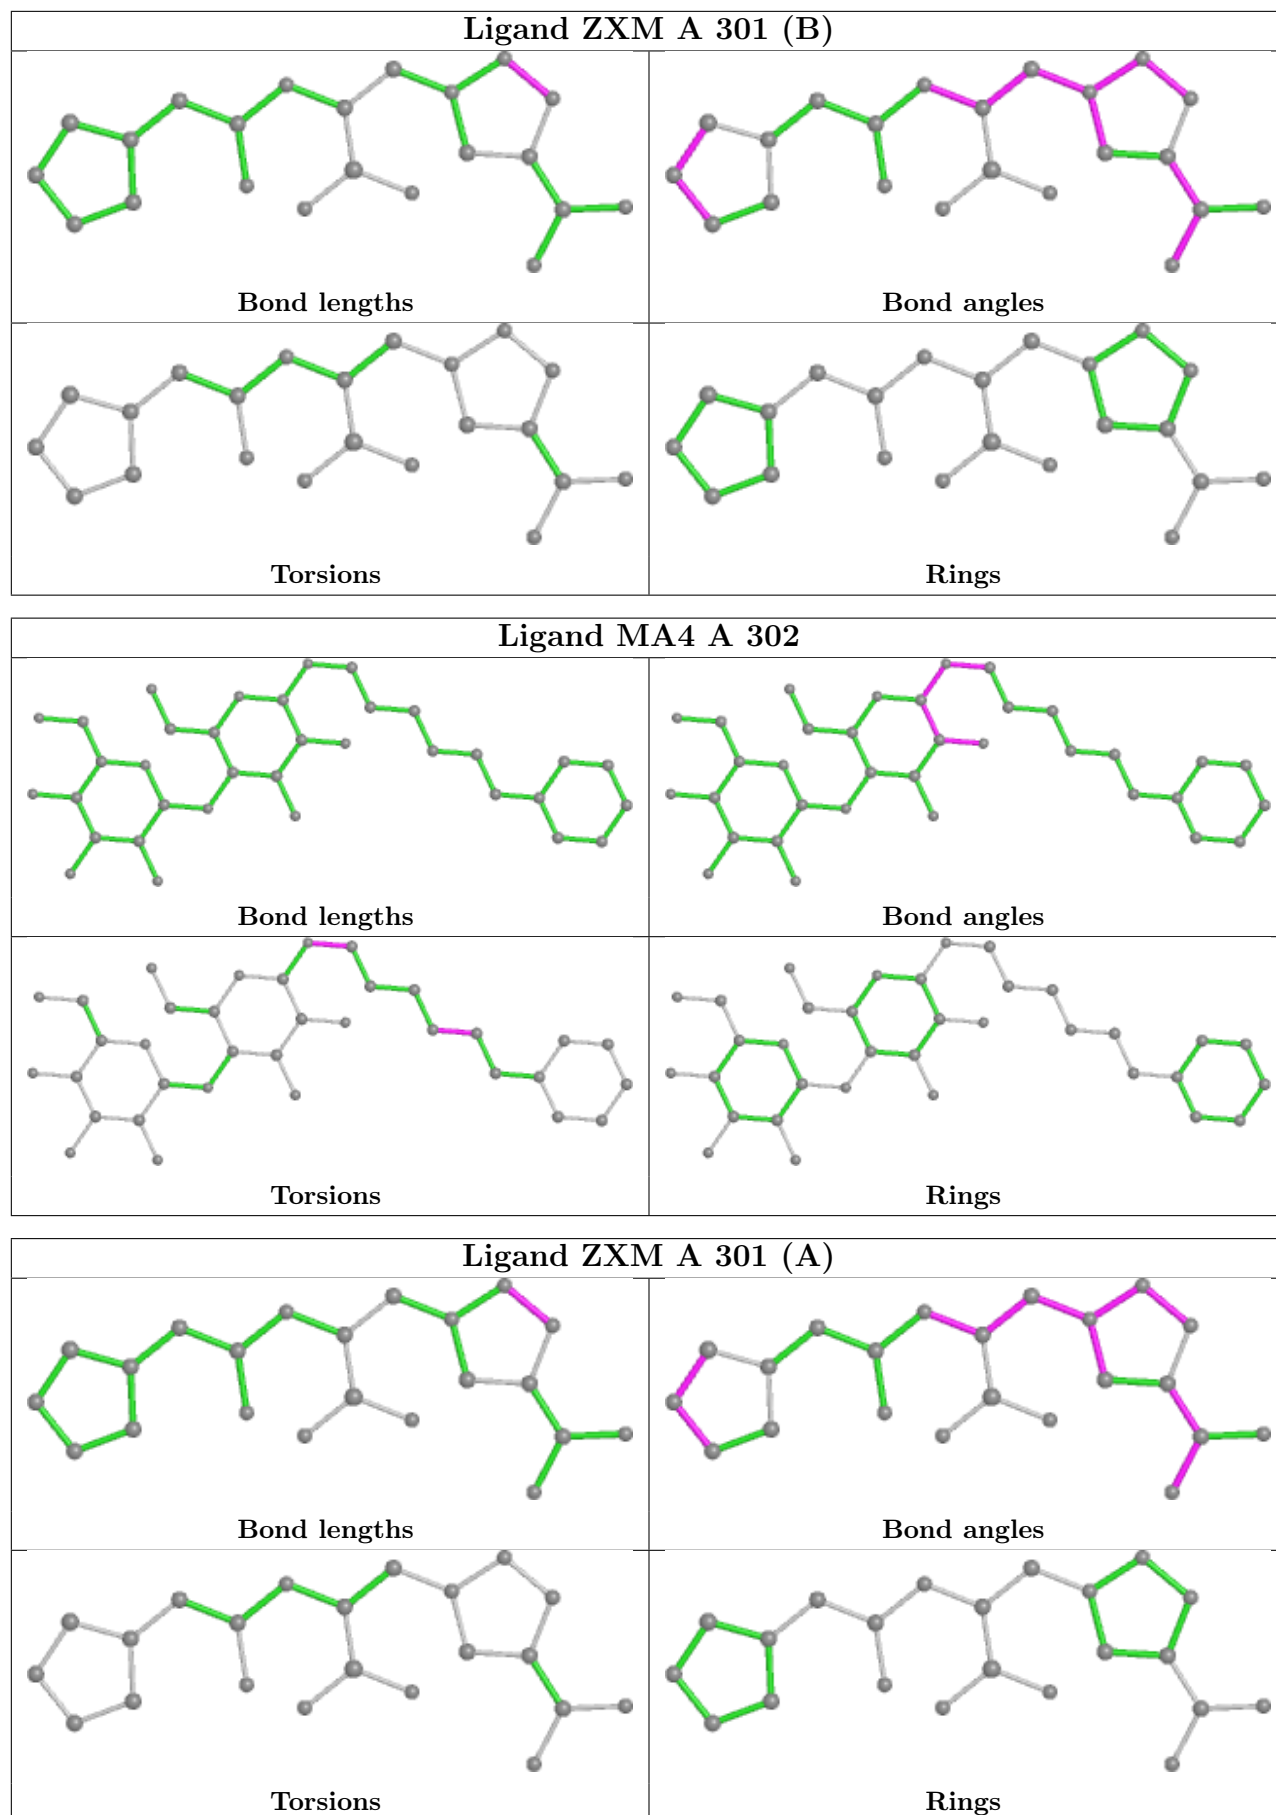 Ligand ZXM A 301 (B)
Bond lengths
Bond angles
Torsions
Rings
Ligand MA4 A 302
Bond lengths
Bond angles
Torsions
Rings
Ligand ZXM A 301 (A)
Bond lengths
Bond angles
Torsions
Rings